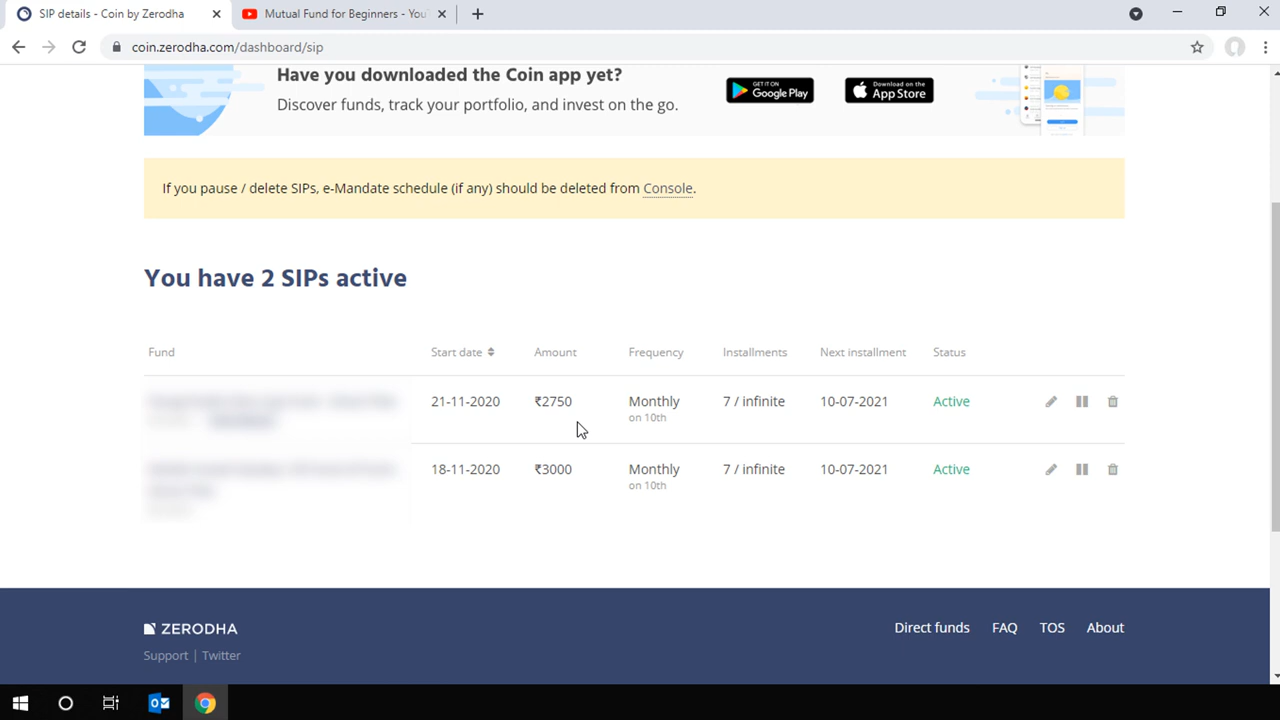 SIP details - Coin by Zerodha
Mutual Fund for Beginners - You
coin.zerodha.com/dashboard/sip
Have you downloaded the Coin app yet?
Discover funds, track your portfolio, and invest on the go.
GET IT ON
Google Play
Download on the
App Store
If you pause / delete SIPs, e-Mandate schedule (if any) should be deleted from Console.
You have 2 SIPs active
Fund Start date Amount Frequency Installments Next installment Status
21-11-2020 ₹2750 Monthly 7 / infinite 10-07-2021 Active
on 10th
18-11-2020 ₹3000 Monthly 7 / infinite 10-07-2021 Active
on 10th
ZERODHA
Direct funds FAQ TOS About
Support | Twitter